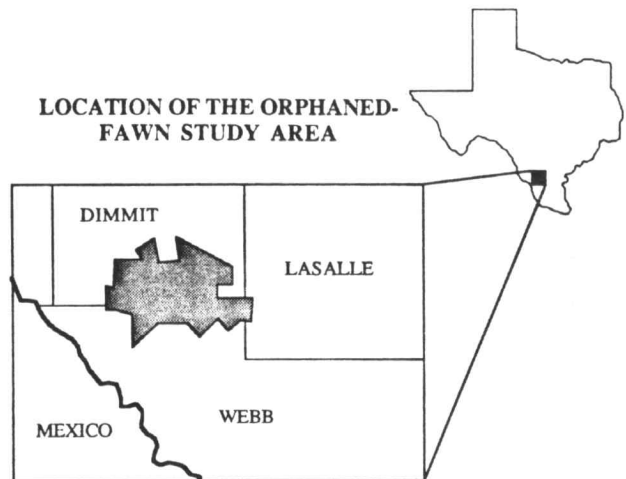 LOCATION OF THE ORPHANED-
FAWN STUDY AREA
DIMMIT
LASALLE
WEBB
MEXICO